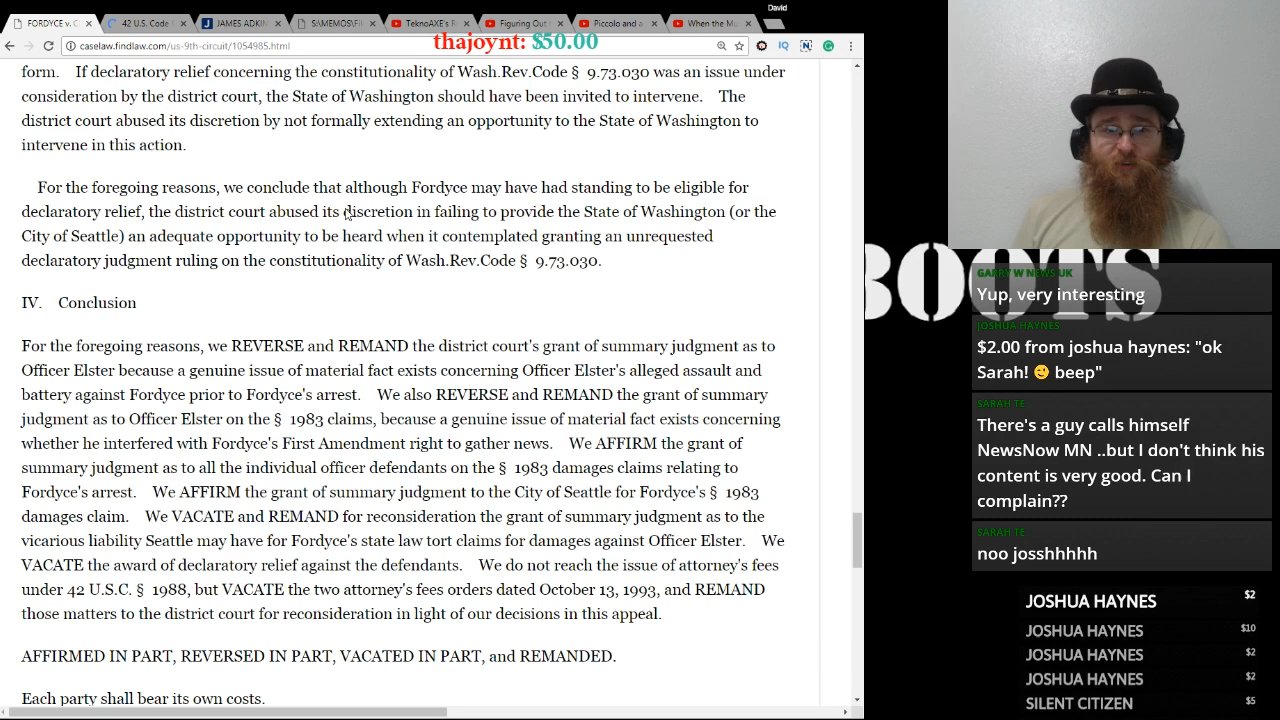 David
FORDYCE v. C
42 U.S. Code
JAMES ADKIN
S:\MEMOS\Fil
TeknoAXE's R
Figuring Out
Piccolo and a
When the Mu
caselaw.findlaw.com/us-9th-circuit/1054985.html
thajoynt: $50.00
form. If declaratory relief concerning the constitutionality of Wash.Rev.Code § 9.73.030 was an issue under
consideration by the district court, the State of Washington should have been invited to intervene. The
district court abused its discretion by not formally extending an opportunity to the State of Washington to
intervene in this action.
For the foregoing reasons, we conclude that although Fordyce may have had standing to be eligible for
declaratory relief, the district court abused its discretion in failing to provide the State of Washington (or the
City of Seattle) an adequate opportunity to be heard when it contemplated granting an unrequested
declaratory judgment ruling on the constitutionality of Wash.Rev.Code § 9.73.030.
IV. Conclusion
For the foregoing reasons, we REVERSE and REMAND the district court's grant of summary judgment as to
Officer Elster because a genuine issue of material fact exists concerning Officer Elster's alleged assault and
battery against Fordyce prior to Fordyce's arrest. We also REVERSE and REMAND the grant of summary
judgment as to Officer Elster on the § 1983 claims, because a genuine issue of material fact exists concerning
whether he interfered with Fordyce's First Amendment right to gather news. We AFFIRM the grant of
summary judgment as to all the individual officer defendants on the § 1983 damages claims relating to
Fordyce's arrest. We AFFIRM the grant of summary judgment to the City of Seattle for Fordyce's § 1983
damages claim. We VACATE and REMAND for reconsideration the grant of summary judgment as to the
vicarious liability Seattle may have for Fordyce's state law tort claims for damages against Officer Elster. We
VACATE the award of declaratory relief against the defendants. We do not reach the issue of attorney's fees
under 42 U.S.C. § 1988, but VACATE the two attorney's fees orders dated October 13, 1993, and REMAND
those matters to the district court for reconsideration in light of our decisions in this appeal.
AFFIRMED IN PART, REVERSED IN PART, VACATED IN PART, and REMANDED.
Each party shall bear its own costs.
BOOTS
GARRY W NEWS UK
Yup, very interesting
JOSHUA HAYNES
$2.00 from joshua haynes: "ok
Sarah! 😉 beep"
SARAH TE
There's a guy calls himself
NewsNow MN ..but I don't think his
content is very good. Can I
complain??
SARAH TE
noo josshhhhh
JOSHUA HAYNES $2
JOSHUA HAYNES $10
JOSHUA HAYNES $2
JOSHUA HAYNES $2
SILENT CITIZEN $5